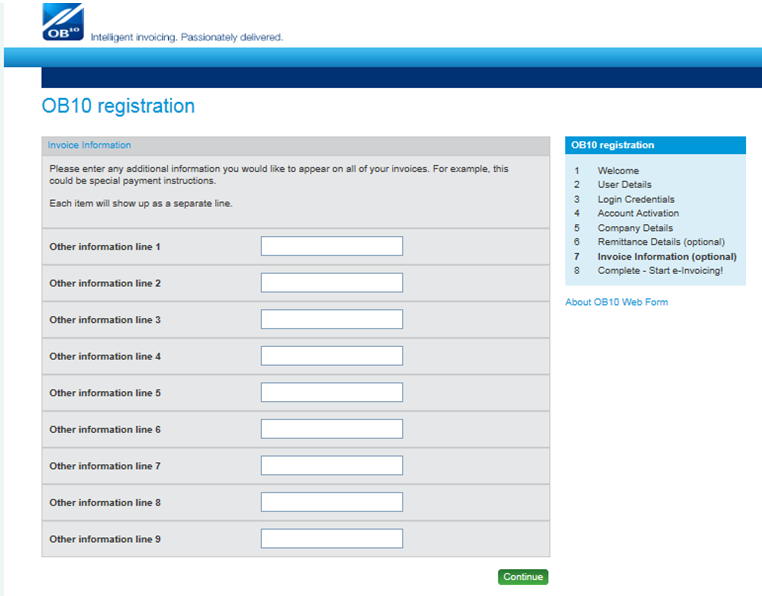 OB10
Intelligent invoicing. Passionately delivered.
OB10 registration
Invoice Information
Please enter any additional information you would like to appear on all of your invoices. For example, this
could be special payment instructions.
Each item will show up as a separate line.
Other information line 1
Other information line 2
Other information line 3
Other information line 4
Other information line 5
Other information line 6
Other information line 7
Other information line 8
Other information line 9
Continue
OB10 registration
1 Welcome
2 User Details
3 Login Credentials
4 Account Activation
5 Company Details
6 Remittance Details (optional)
7 Invoice Information (optional)
8 Complete - Start e-Invoicing!
About OB10 Web Form